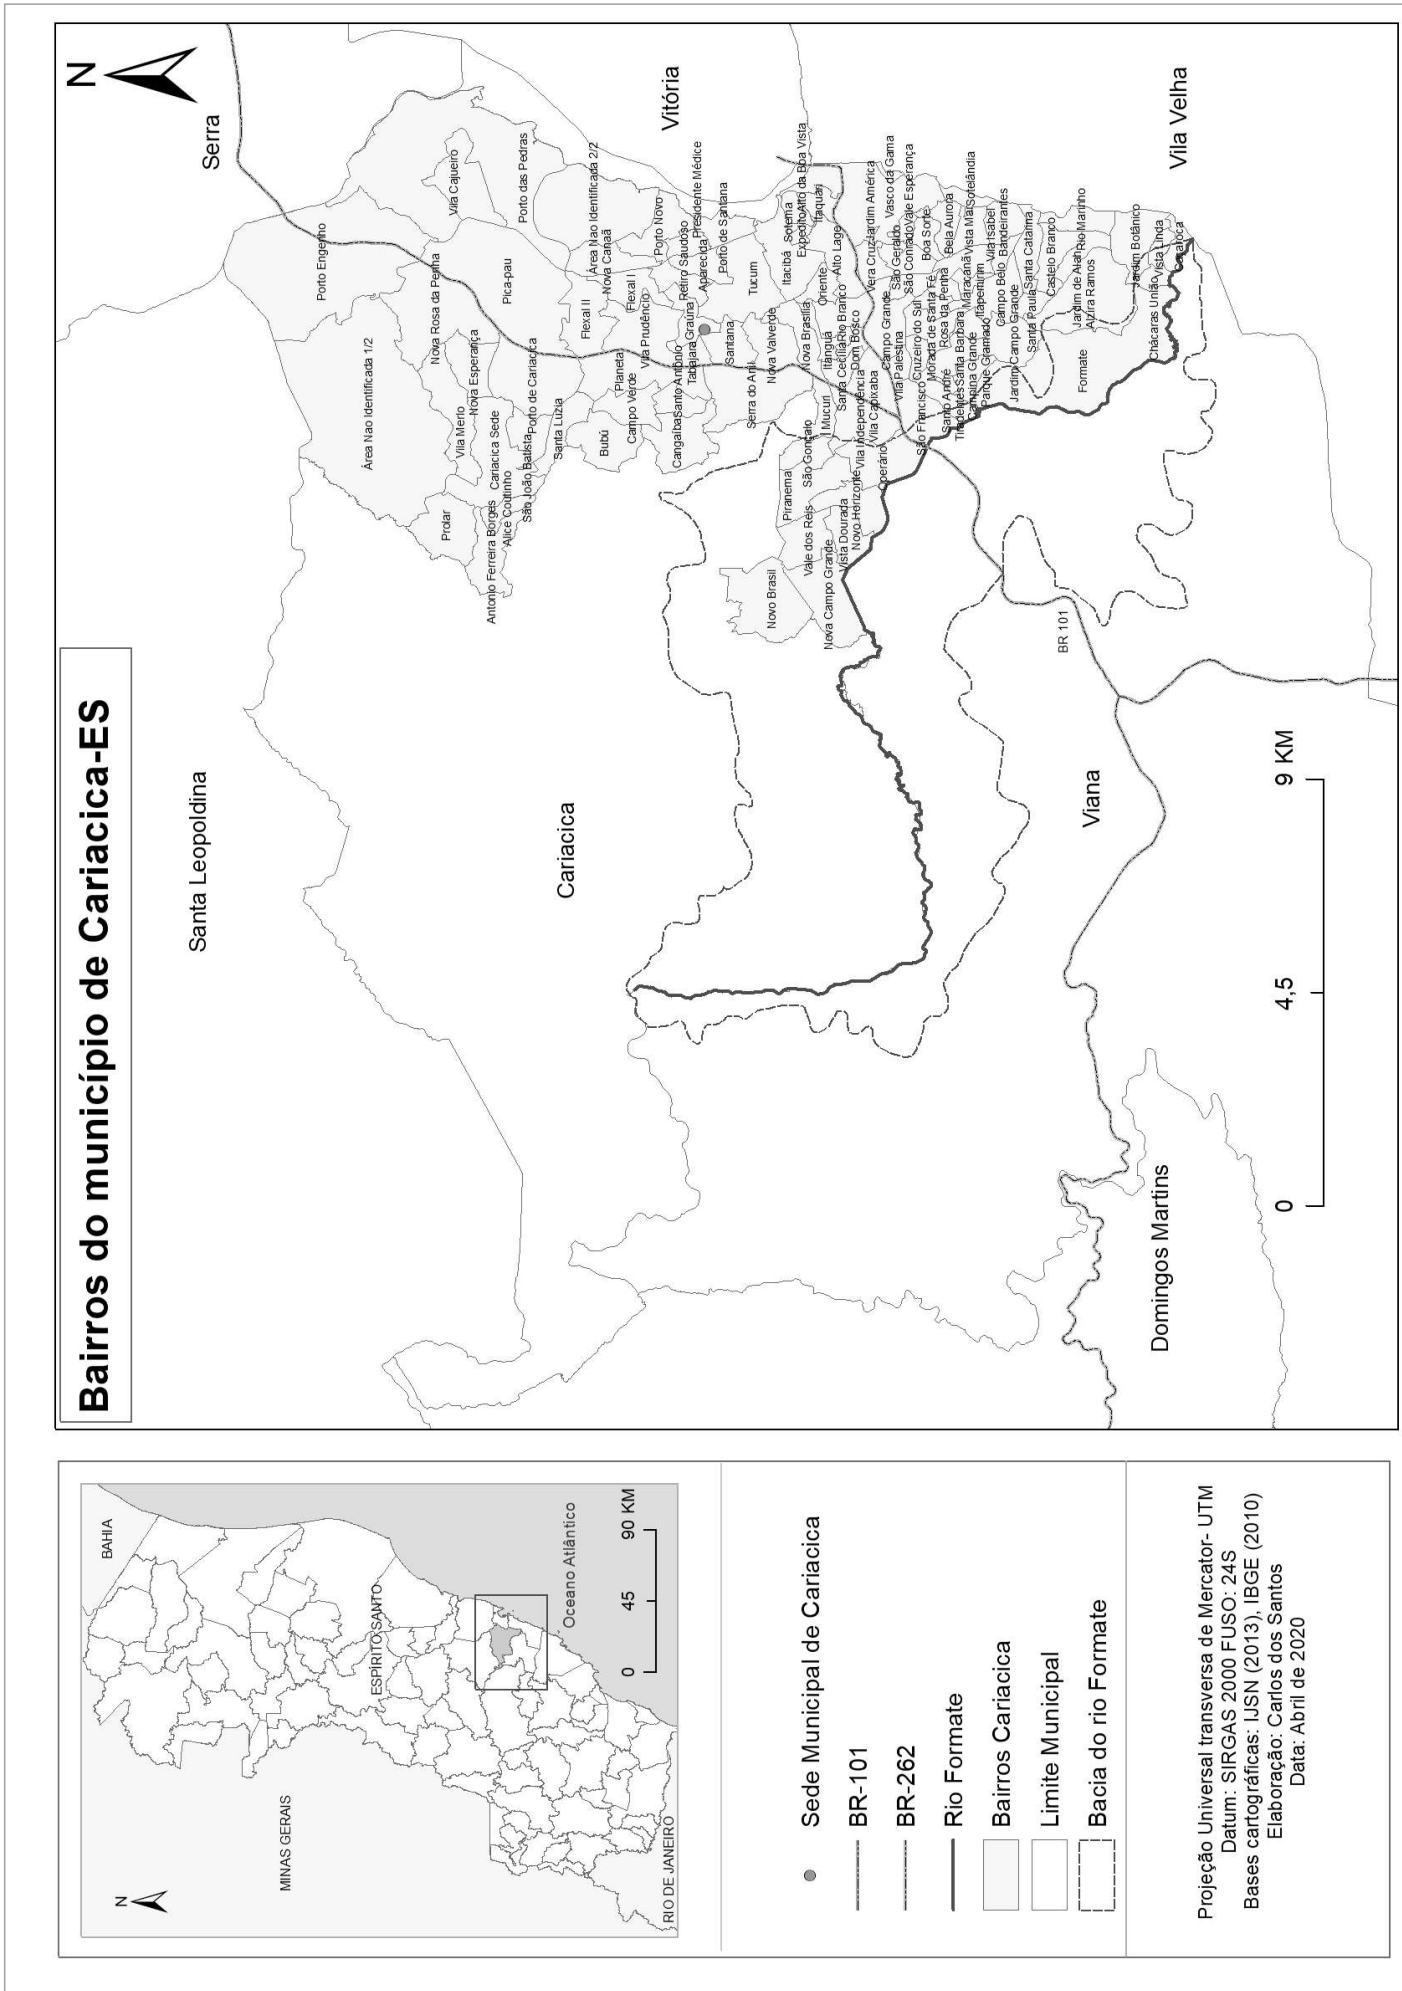 Bairros do município de Cariacica-ES
N
Serra
Vitória
Vila Velha
Santa Leopoldina
Cariacica
Viana
Domingos Martins
BR 101
Porto Engenho
Área Nao Identificada 1/2
Vila Cajueiro
Nova Rosa da Penha
Porto das Pedras
Pica-pau
Vila Merlo
Nova Esperança
Prolar
Cariacica Sede
Antonio Ferreira Borges
Alice Coutinho
São João Batista
Porto de Cariacica
Santa Luzia
Área Nao Identificada 2/2
Flexal II
Nova Canaã
Bubú
Planeta
Flexal I
Campo Verde
Vila Prudêncio
Porto Novo
Cangaiba
Santo Antônio
Retiro Saudoso
Tabajara
Graúna
Aparecida
Presidente Médice
Porto de Santana
Santana
Serra do Anil
Tucum
Nova Valverde
Itacibá
Sotema
Expedito
Alto da Boa Vista
Nova Brasília
Itaquari
Oriente
Alto Lage
Piranema
São Gonçalo
Vale dos Reis
Mucuri
Itanguá
Santa Cecília
Rio Branco
Novo Brasil
Nova Campo Grande
Vista Dourada
Novo Horizonte
Vila Independência
Dom Bosco
Vila Capixaba
Vera Cruz
Jardim América
Operário
Campo Grande
São Geraldo
Vasco da Gama
Vila Palestina
São Conrado
Vale Esperança
São Francisco
Cruzeiro do Sul
Boa Sorte
Morada de Santa Fé
Santo André
Rosa da Penha
Bela Aurora
Tiradentes
Santa Bárbara
Maracanã
Vista Mar
Sotelândia
Campina Grande
Itapemirim
Parque Gramado
Vila Isabel
Campo Belo
Bandeirantes
Jardim Campo Grande
Santa Paula
Santa Catarina
Castelo Branco
Formate
Jardim de Alah
Rio Marinho
Alzira Ramos
Jardim Botânico
Chácaras União
Vista Linda
0
4,5
9 KM
N
BAHIA
MINAS GERAIS
ESPÍRITO SANTO
RIO DE JANEIRO
Oceano Atlântico
0
45
90 KM
Sede Municipal de Cariacica
BR-101
BR-262
Rio Formate
Bairros Cariacica
Limite Municipal
Bacia do rio Formate
Projeção Universal transversa de Mercator- UTM
Datum: SIRGAS 2000 FUSO: 24S
Bases cartográficas: IJSN (2013), IBGE (2010)
Elaboração: Carlos dos Santos
Data: Abril de 2020